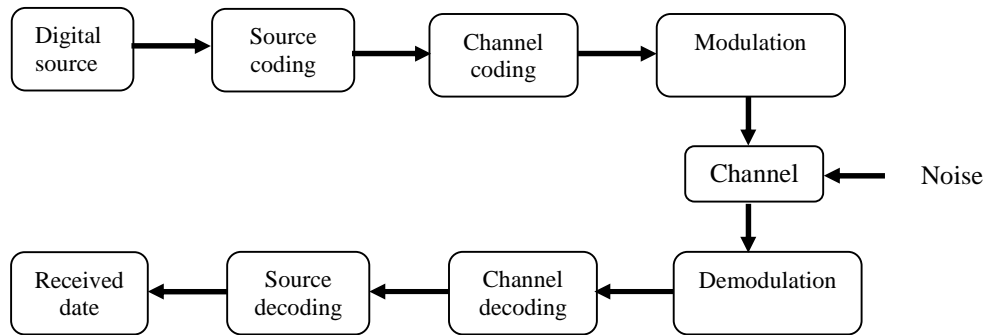 Digital
source
Source
coding
Channel
coding
Modulation
Channel
Noise
Received
date
Source
decoding
Channel
decoding
Demodulation